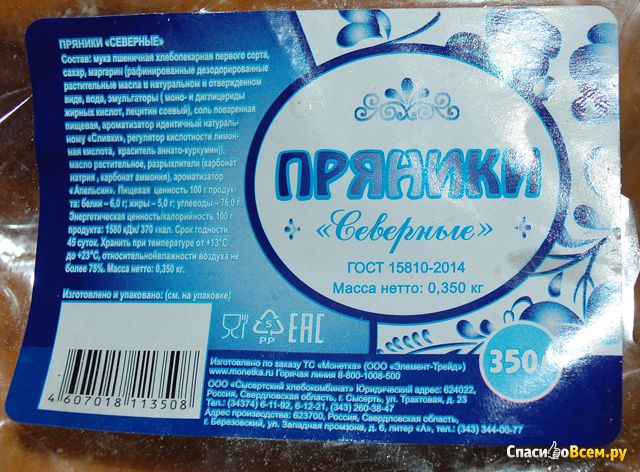 ПРЯНИКИ «СЕВЕРНЫЕ»
Состав: мука пшеничная хлебопекарная первого сорта,
сахар, маргарин (рафинированные дезодорированные
растительные масла в натуральном и отвержденном
виде, вода, эмульгаторы ( моно- и диглицериды
жирных кислот, лецитин соевый), соль поваренная
пищевая, ароматизатор идентичный натураль-
ному «Сливки», регулятор кислотности лимон-
ная кислота, краситель аннато-куркумин)),
масло растительное, разрыхлители (карбонат
натрия , карбонат аммония), ароматизатор
«Апельсин». Пищевая ценность 100 г продук-
та: белки – 6,0 г; жиры – 5,0 г; углеводы –76,0 г.
Энергетическая ценность/калорийность 100 г
продукта: 1580 кДж/ 370 ккал. Срок годности
45 суток. Хранить при температуре от +13°С
до +23°С, относительнойвлажности воздуха не
более 75%. Масса нетто: 0,350 кг.
Изготовлено и упаковано: (см. на упаковке)
ПРЯНИКИ
«Северные»
ГОСТ 15810-2014
Масса нетто: 0,350 кг
350
5
PP
EAC
4 607018 113508
Изготовлено по заказу ТС «Монетка» (ООО «Элемент-Трейд»)
www.monetka.ru Горячая линия 8-800-1008-500
ООО «Сысертский хлебокомбинат» Юридический адрес: 624022,
Россия, Свердловская область, г. Сысерть, ул. Трактовая, д. 23
Тел.: (34374) 6-11-92, 6-12-21, (343) 260-38-47
Адрес производства: 623700, Россия, Свердловская область,
г. Березовский, ул. Западная промзона, д. 6, литер «А», тел.: (343) 344-00-77
СпасибоВсем.ру